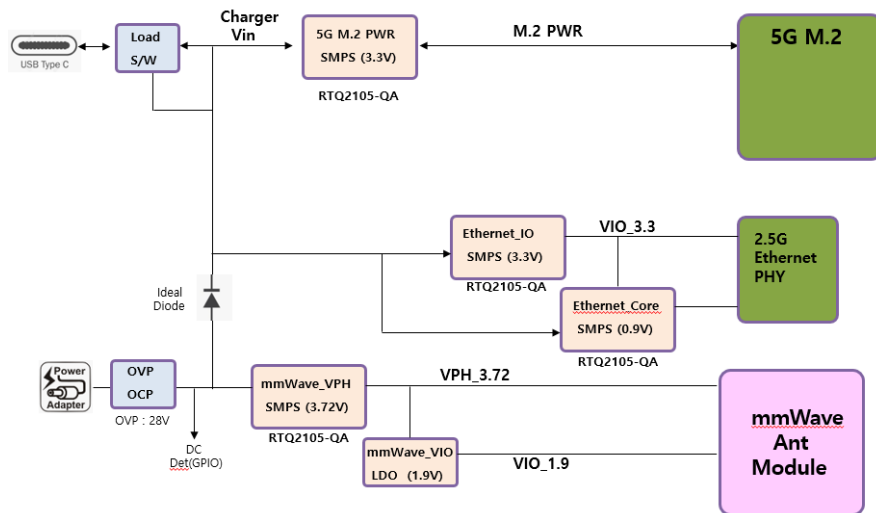 USB Type C
Load
S/W
Charger
Vin
5G M.2 PWR
SMPS (3.3V)
RTQ2105-QA
M.2 PWR
5G M.2
Ethernet_IO
SMPS (3.3V)
RTQ2105-QA
VIO_3.3
2.5G
Ethernet
PHY
Ethernet_Core
SMPS (0.9V)
RTQ2105-QA
Ideal
Diode
Power
Adapter
OVP
OCP
OVP : 28V
DC
Det(GPIO)
mmWave_VPH
SMPS (3.72V)
RTQ2105-QA
VPH_3.72
mmWave_VIO
LDO (1.9V)
VIO_1.9
mmWave
Ant
Module